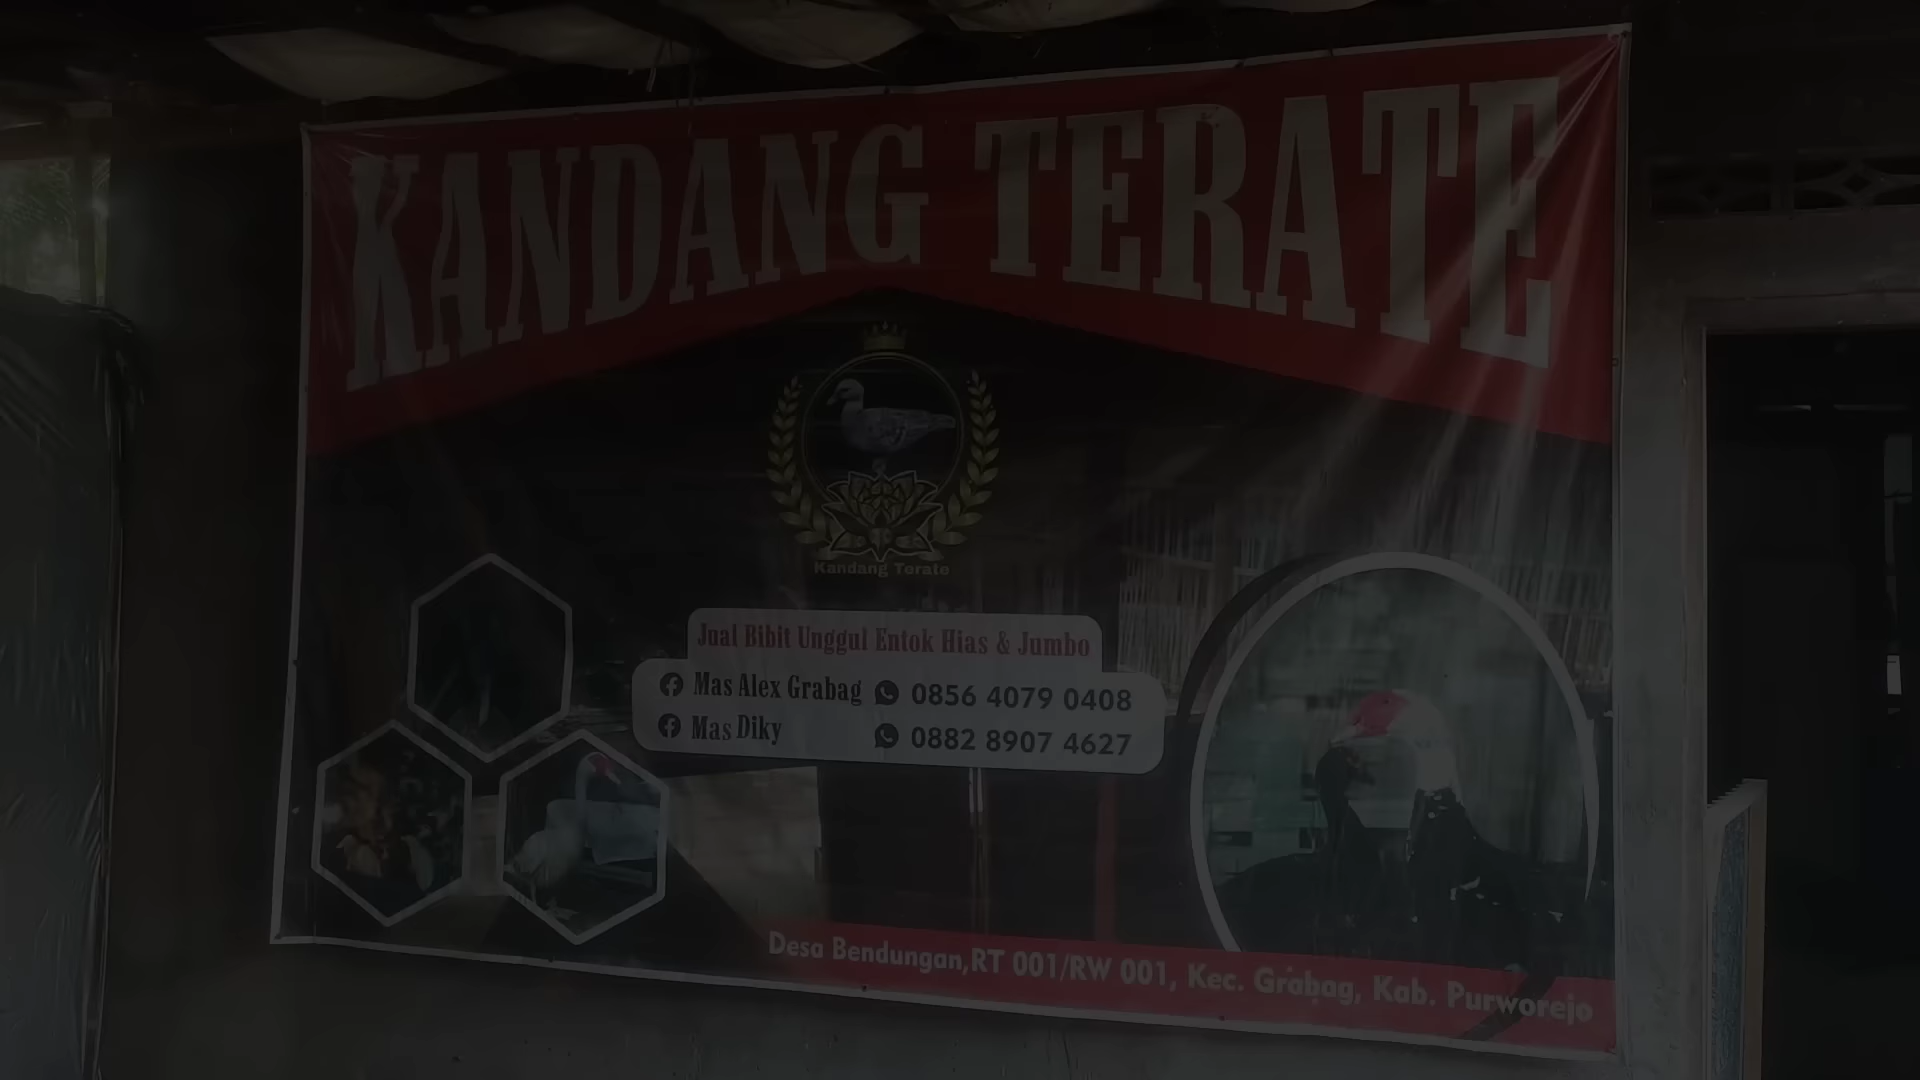 KANDANG TERATE
Kandang Terate
Jual Bibit Unggul Entok Hias & Jumbo
Mas Alex Grabag 0856 4079 0408
Mas Diky 0882 8907 4627
Desa Bendungan,RT 001/RW 001, Kec. Grabag, Kab. Purworejo